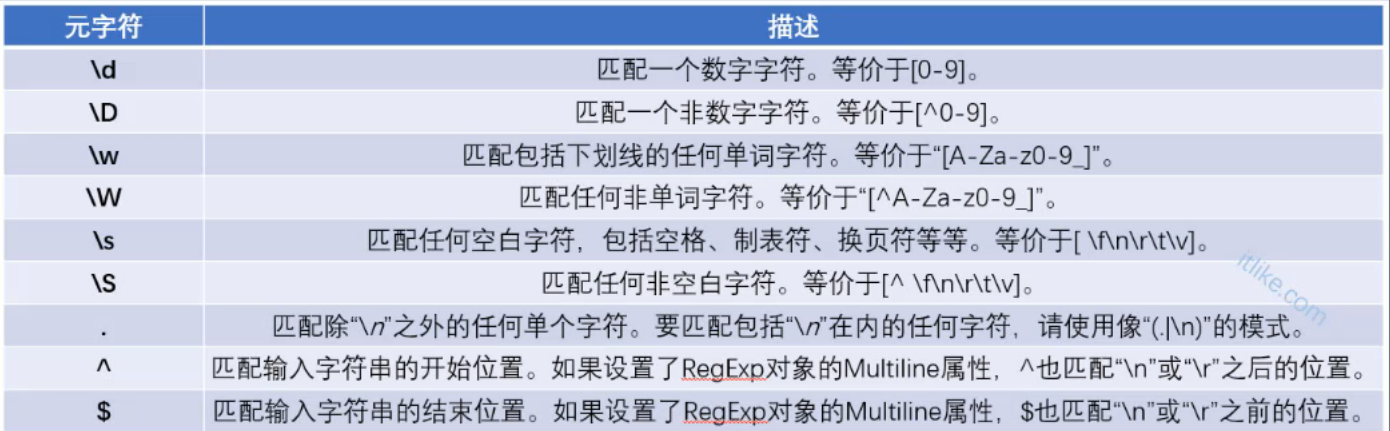 元字符 描述
\d 匹配一个数字字符。等价于[0-9]。
\D 匹配一个非数字字符。等价于[^0-9]。
\w 匹配包括下划线的任何单词字符。等价于“[A-Za-z0-9_]”。
\W 匹配任何非单词字符。等价于“[^A-Za-z0-9_]”。
\s 匹配任何空白字符，包括空格、制表符、换页符等等。等价于[ \f\n\r\t\v]。
\S 匹配任何非空白字符。等价于[^ \f\n\r\t\v]。
. 匹配除“\n”之外的任何单个字符。要匹配包括“\n”在内的任何字符，请使用像“(.|\n)”的模式。
^ 匹配输入字符串的开始位置。如果设置了RegExp对象的Multiline属性，^也匹配“\n”或“\r”之后的位置。
$ 匹配输入字符串的结束位置。如果设置了RegExp对象的Multiline属性，$也匹配“\n”或“\r”之前的位置。
itlike.com